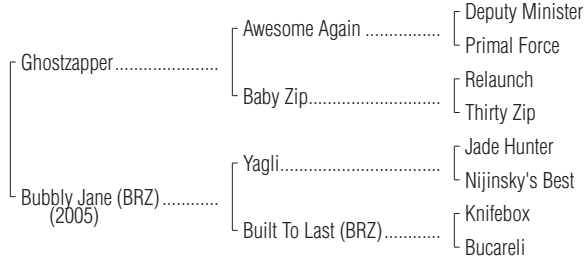 Deputy Minister
Awesome Again ..................
Primal Force
Ghostzapper.......................
Relaunch
Baby Zip..............................
Thirty Zip
Jade Hunter
Yagli.....................................
Nijinsky's Best
Bubbly Jane (BRZ) ............
(2005)
Knifebox
Built To Last (BRZ)............
Bucareli